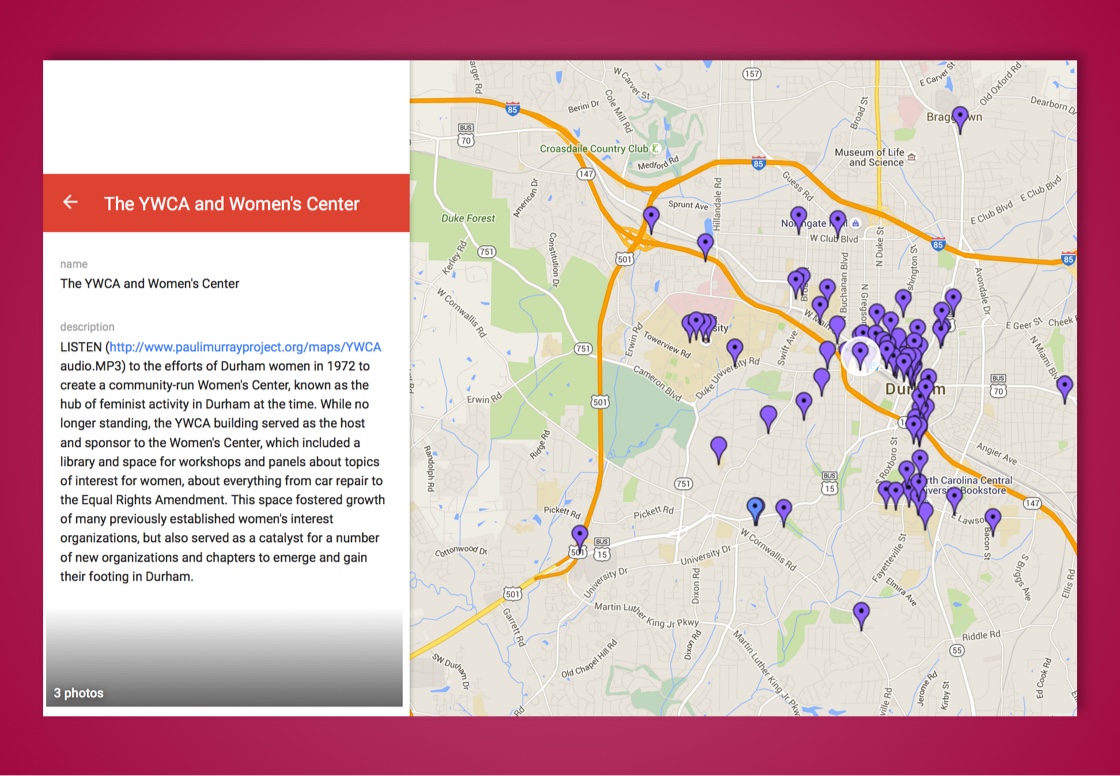 The YWCA and Women's Center
name
The YWCA and Women's Center
description
LISTEN (http://www.paulimurrayproject.org/maps/YWCA
audio.MP3) to the efforts of Durham women in 1972 to
create a community-run Women's Center, known as the
hub of feminist activity in Durham at the time. While no
longer standing, the YWCA building served as the host
and sponsor to the Women's Center, which included a
library and space for workshops and panels about topics
of interest for women, about everything from car repair to
the Equal Rights Amendment. This space fostered growth
of many previously established women's interest
organizations, but also served as a catalyst for a number
of new organizations and chapters to emerge and gain
their footing in Durham.
3 photos
W Carver St
157
E Carver St
Old Oxford Rd
Dearborn Dr
85
Berini Dr
Cole Mill Rd
Broad St
BUS
70
Croasdaile Country Club
Medford Rd
85
Museum of Life
and Science
147
American Dr
Sprunt Ave
Hillandale Rd
Guess Rd
E Club Blvd
E Club Blvd
Duke Forest
W Club Blvd
N Duke St
85
85
751
Kerley Rd
Constitution Dr
501
N Buchanan Blvd
Avondale Dr
W Cornwallis Rd
Erwin Rd
Towerview Rd
Swift Ave
E Geer St
Cheek
N Miami Blvd
751
Cameron Blvd
Duke University Rd
BUS
70
Erwin Rd
501
Ridge Rd
Randolph Rd
S Roxboro St
Angier Ave
751
BUS
15
147
Pickett Rd
Pickett Rd
E Lawson
Bacon St
Cottonwood Dr
BUS
15
University Dr
W Cornwallis Rd
Fayetteville St
S Briggs Ave
501
University Dr
Dixon Rd
Elmira Ave
Ellis Rd
Garrett Rd
Martin Luther King Jr Pkwy
Riddle Rd
55
SW Durham Dr
Old Chapel Hill Rd
Dixon Rd
Martin Luther King Jr Pkwy
Jerome Rd
Kirby St
Ed Cook Rd